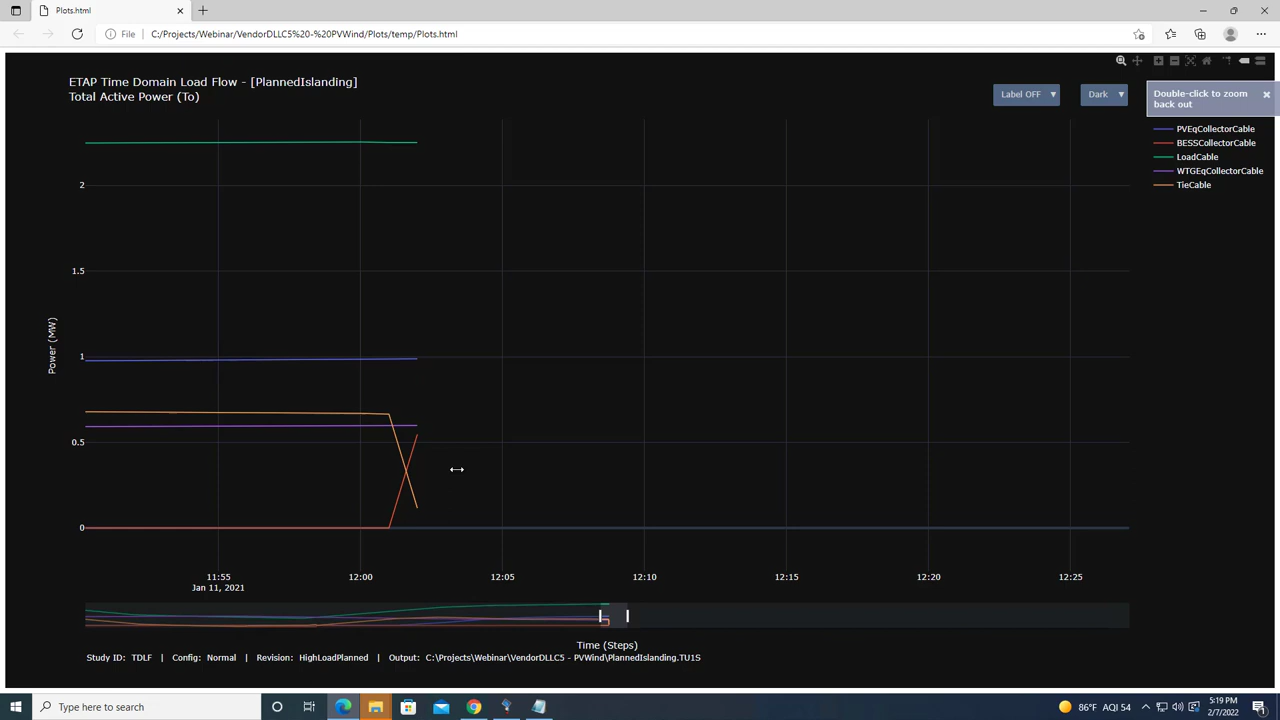 Plots.html
File
C:/Projects/Webinar/VendorDLLC5%20-%20PVWind/Plots/temp/Plots.html
ETAP Time Domain Load Flow - [PlannedIslanding]
Total Active Power (To)
Label OFF
Dark
Double-click to zoom
back out
PVEqCollectorCable
BESSCollectorCable
LoadCable
WTGEqCollectorCable
TieCable
2
1.5
1
0.5
0
Power (MW)
11:55
12:00
12:05
12:10
12:15
12:20
12:25
Jan 11, 2021
Time (Steps)
Study ID: TDLF | Config: Normal | Revision: HighLoadPlanned | Output: C:\Projects\Webinar\VendorDLLC5 - PVWind\PlannedIslanding.TU1S
Type here to search
86°F AQI 54
5:19 PM
2/7/2022
1